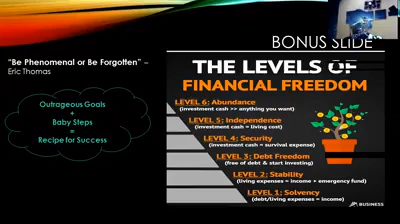 BONUS SLIDE
“Be Phenomenal or Be Forgotten” –
Eric Thomas
Outrageous Goals
+
Baby Steps
=
Recipe for Success
THE LEVELS OF
FINANCIAL FREEDOM
LEVEL 6: Abundance
(investment cash >> anything you want)
LEVEL 5: Independence
(investment cash = living cost)
LEVEL 4: Security
(investment cash = survival expense)
LEVEL 3: Debt Freedom
(free of debt & start investing)
LEVEL 2: Stability
(living expenses = income + emergency fund)
LEVEL 1: Solvency
(debt/living expenses = income)
BUSINESS